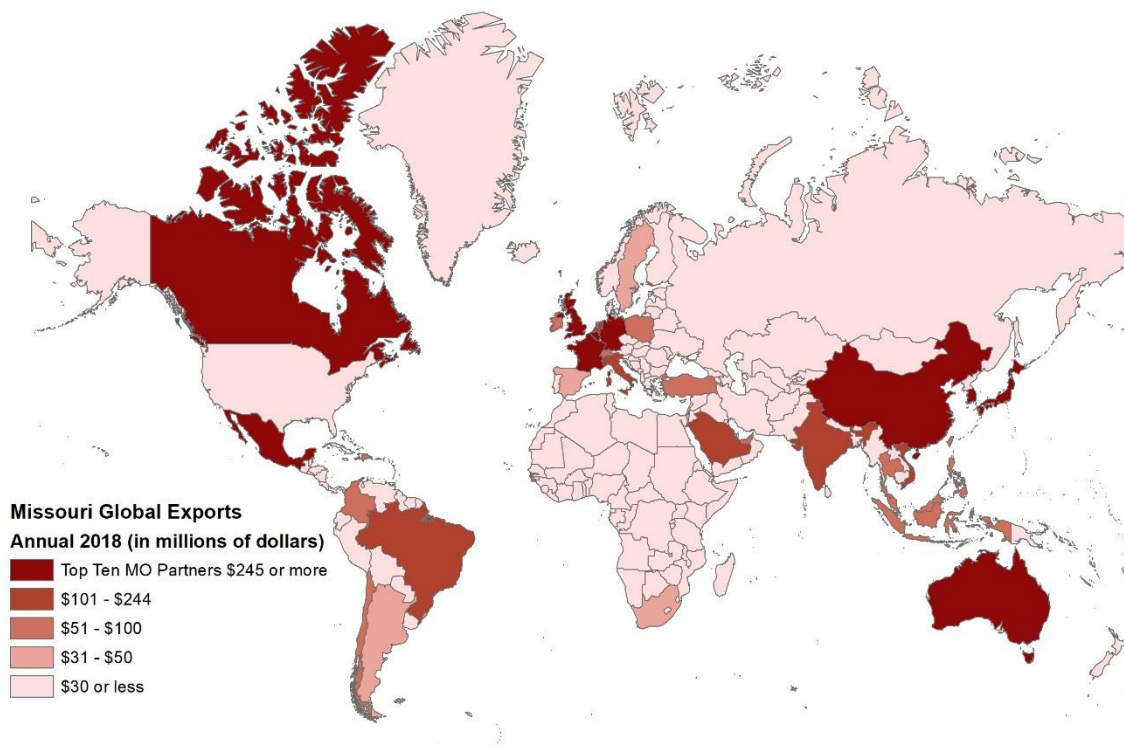 Missouri Global Exports
Annual 2018 (in millions of dollars)
Top Ten MO Partners $245 or more
$101 - $244
$51 - $100
$31 - $50
$30 or less